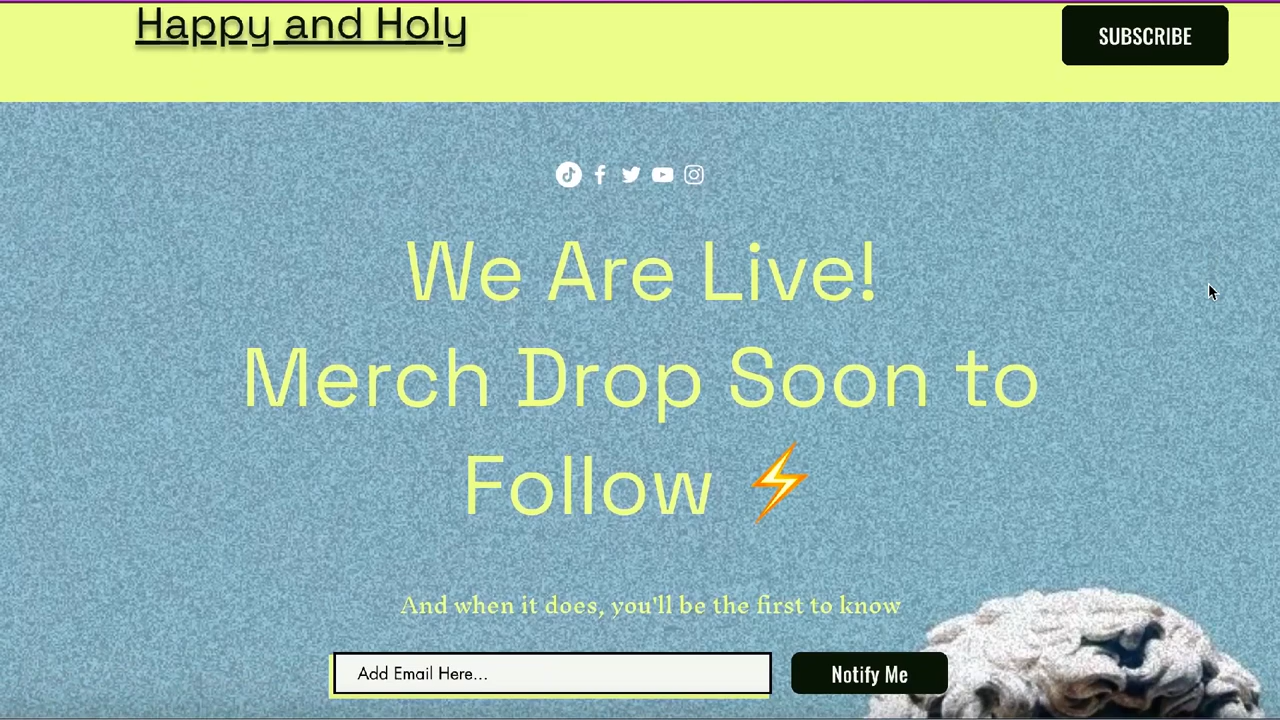 Happy and Holy
SUBSCRIBE
We Are Live!
Merch Drop Soon to
Follow ⚡
And when it does, you'll be the first to know
Add Email Here...
Notify Me